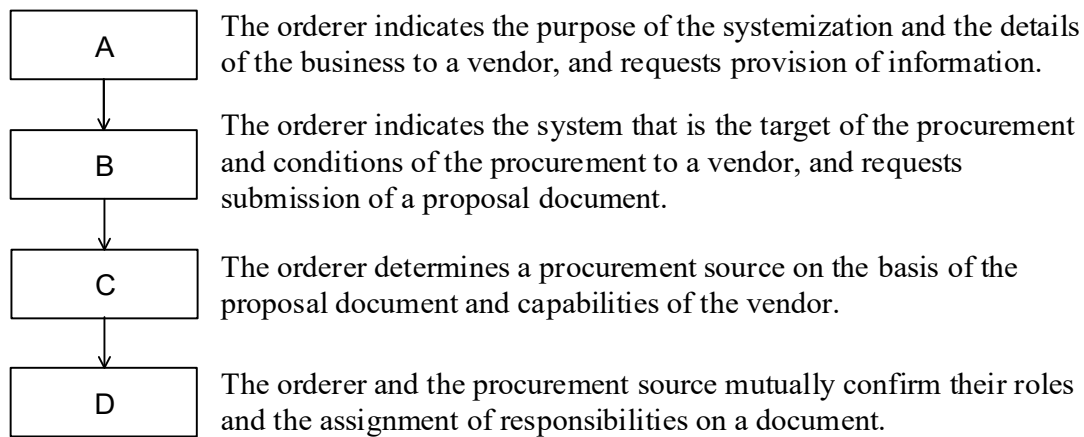 A
The orderer indicates the purpose of the systemization and the details
of the business to a vendor, and requests provision of information.
B
The orderer indicates the system that is the target of the procurement
and conditions of the procurement to a vendor, and requests
submission of a proposal document.
C
The orderer determines a procurement source on the basis of the
proposal document and capabilities of the vendor.
D
The orderer and the procurement source mutually confirm their roles
and the assignment of responsibilities on a document.